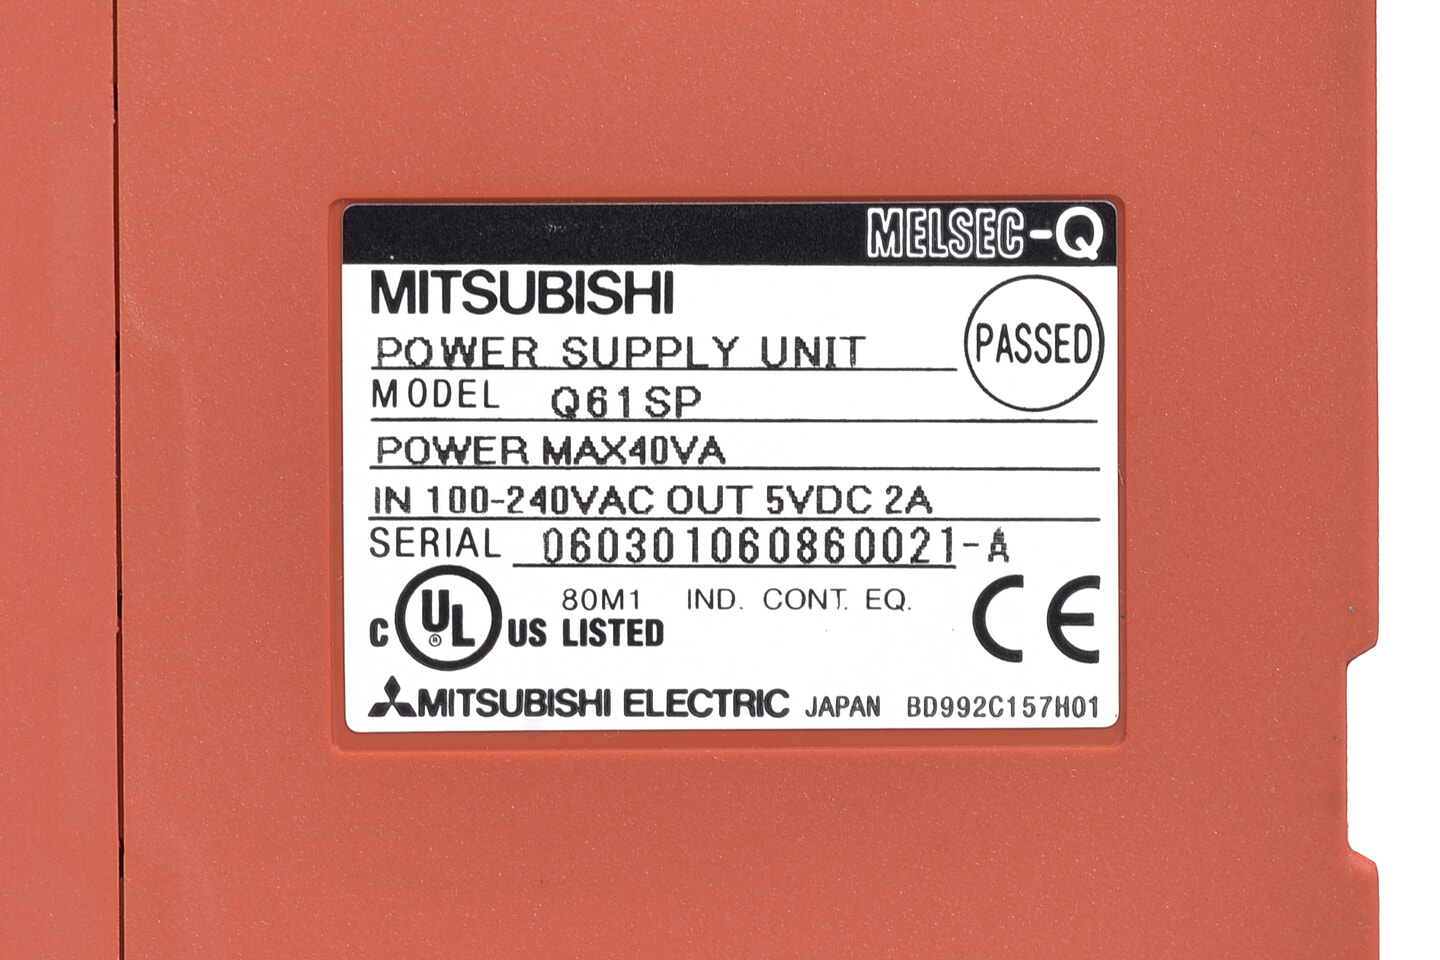 MELSEC-Q
MITSUBISHI
POWER SUPPLY UNIT
PASSED
MODEL Q61SP
POWER MAX40VA
IN 100-240VAC OUT 5VDC 2A
SERIAL 060301060860021-A
80M1 IND. CONT. EQ.
C UL ® US LISTED
CE
MITSUBISHI ELECTRIC JAPAN BD992C157H01